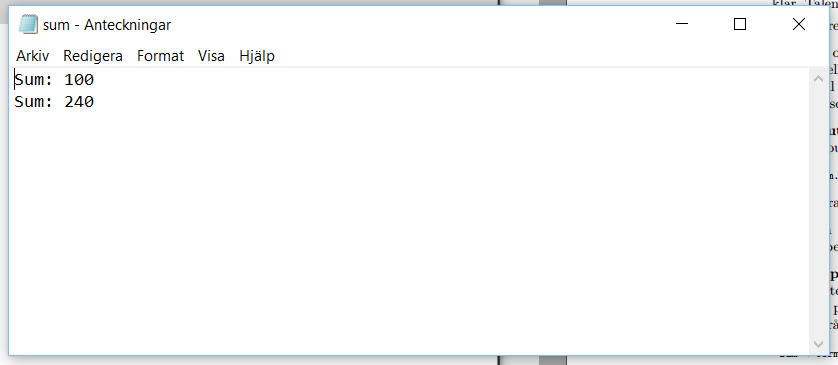 sum - Anteckningar
Arkiv Redigera Format Visa Hjälp
Sum: 100
Sum: 240